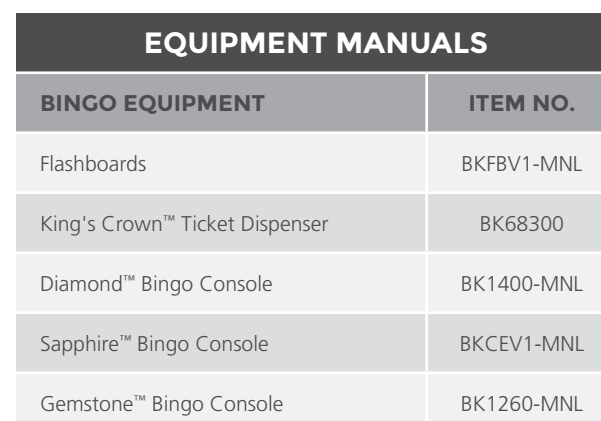 EQUIPMENT MANUALS
BINGO EQUIPMENT ITEM NO.
Flashboards BKFBV1-MNL
King's Crown™ Ticket Dispenser BK68300
Diamond™ Bingo Console BK1400-MNL
Sapphire™ Bingo Console BKCEV1-MNL
Gemstone™ Bingo Console BK1260-MNL